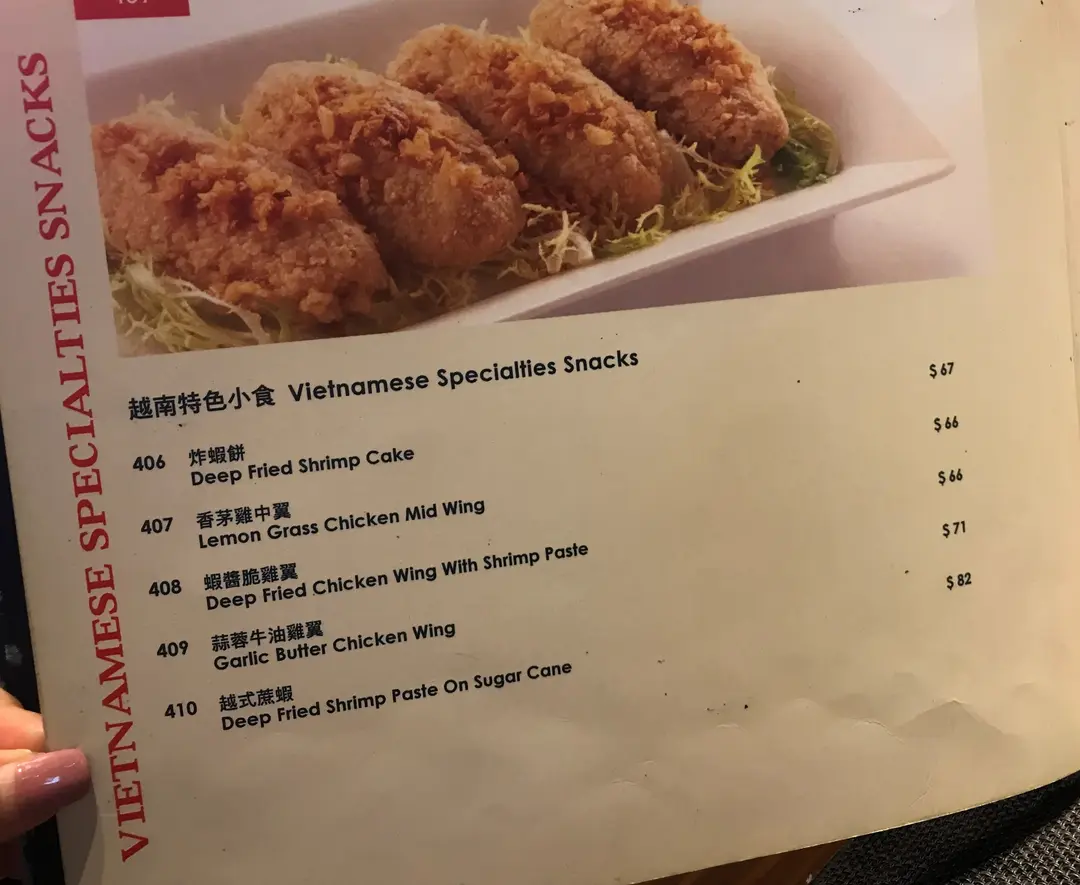 VIETNAMESE SPECIALTIES SNACKS
越南特色小食 Vietnamese Specialties Snacks
406 炸蝦餅 $ 67
Deep Fried Shrimp Cake
407 香茅雞中翼 $ 66
Lemon Grass Chicken Mid Wing
408 蝦醬脆雞翼 $ 66
Deep Fried Chicken Wing With Shrimp Paste
409 蒜蓉牛油雞翼 $ 71
Garlic Butter Chicken Wing
410 越式蔗蝦 $ 82
Deep Fried Shrimp Paste On Sugar Cane